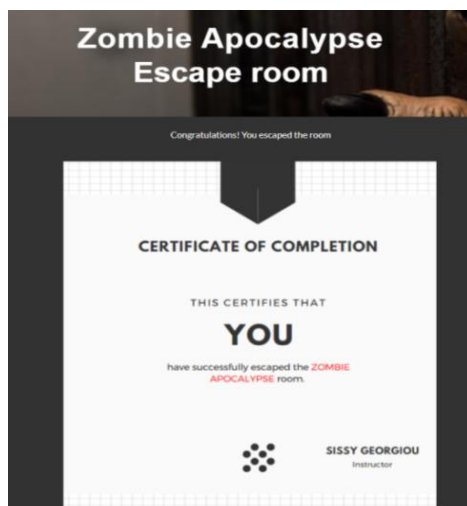 Zombie Apocalypse
Escape room
Congratulations! You escaped the room
CERTIFICATE OF COMPLETION
THIS CERTIFIES THAT
YOU
have successfully escaped the ZOMBIE
APOCALYPSE room.
SISSY GEORGIOU
Instructor